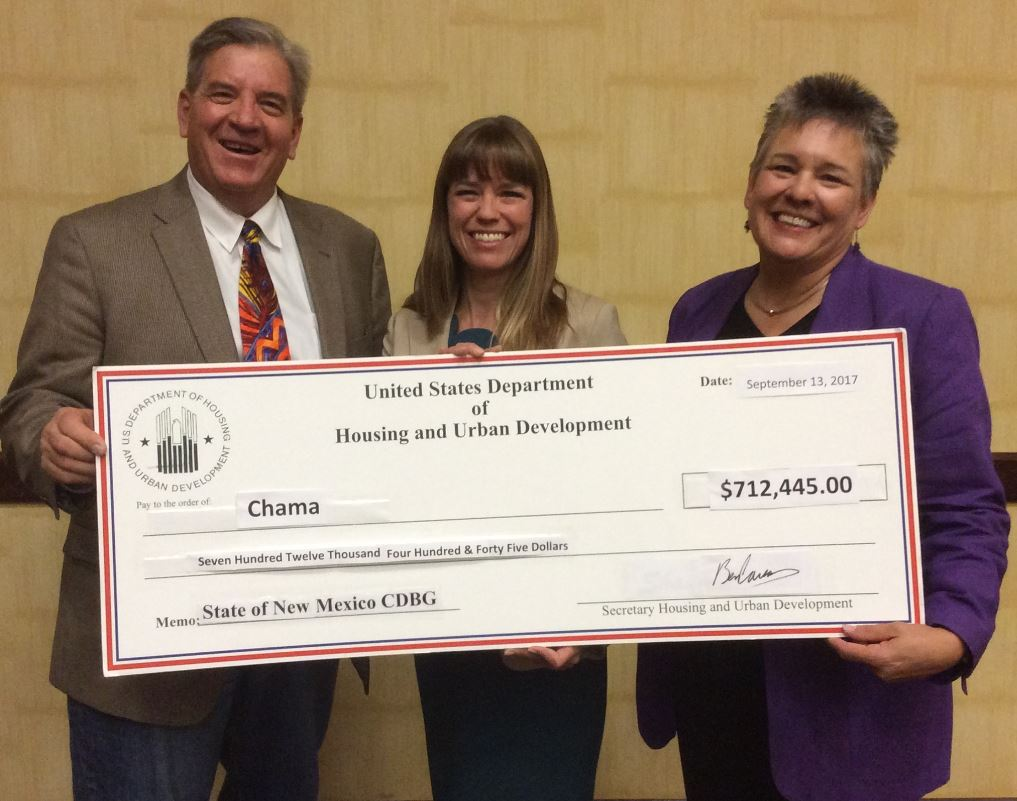 United States Department
of
Housing and Urban Development
Date: September 13, 2017
U.S DEPARTMENT OF HOUSING
AND URBAN DEVELOPMENT
Pay to the order of: Chama
$712,445.00
Seven Hundred Twelve Thousand Four Hundred & Forty Five Dollars
Memo: State of New Mexico CDBG
Secretary Housing and Urban Development